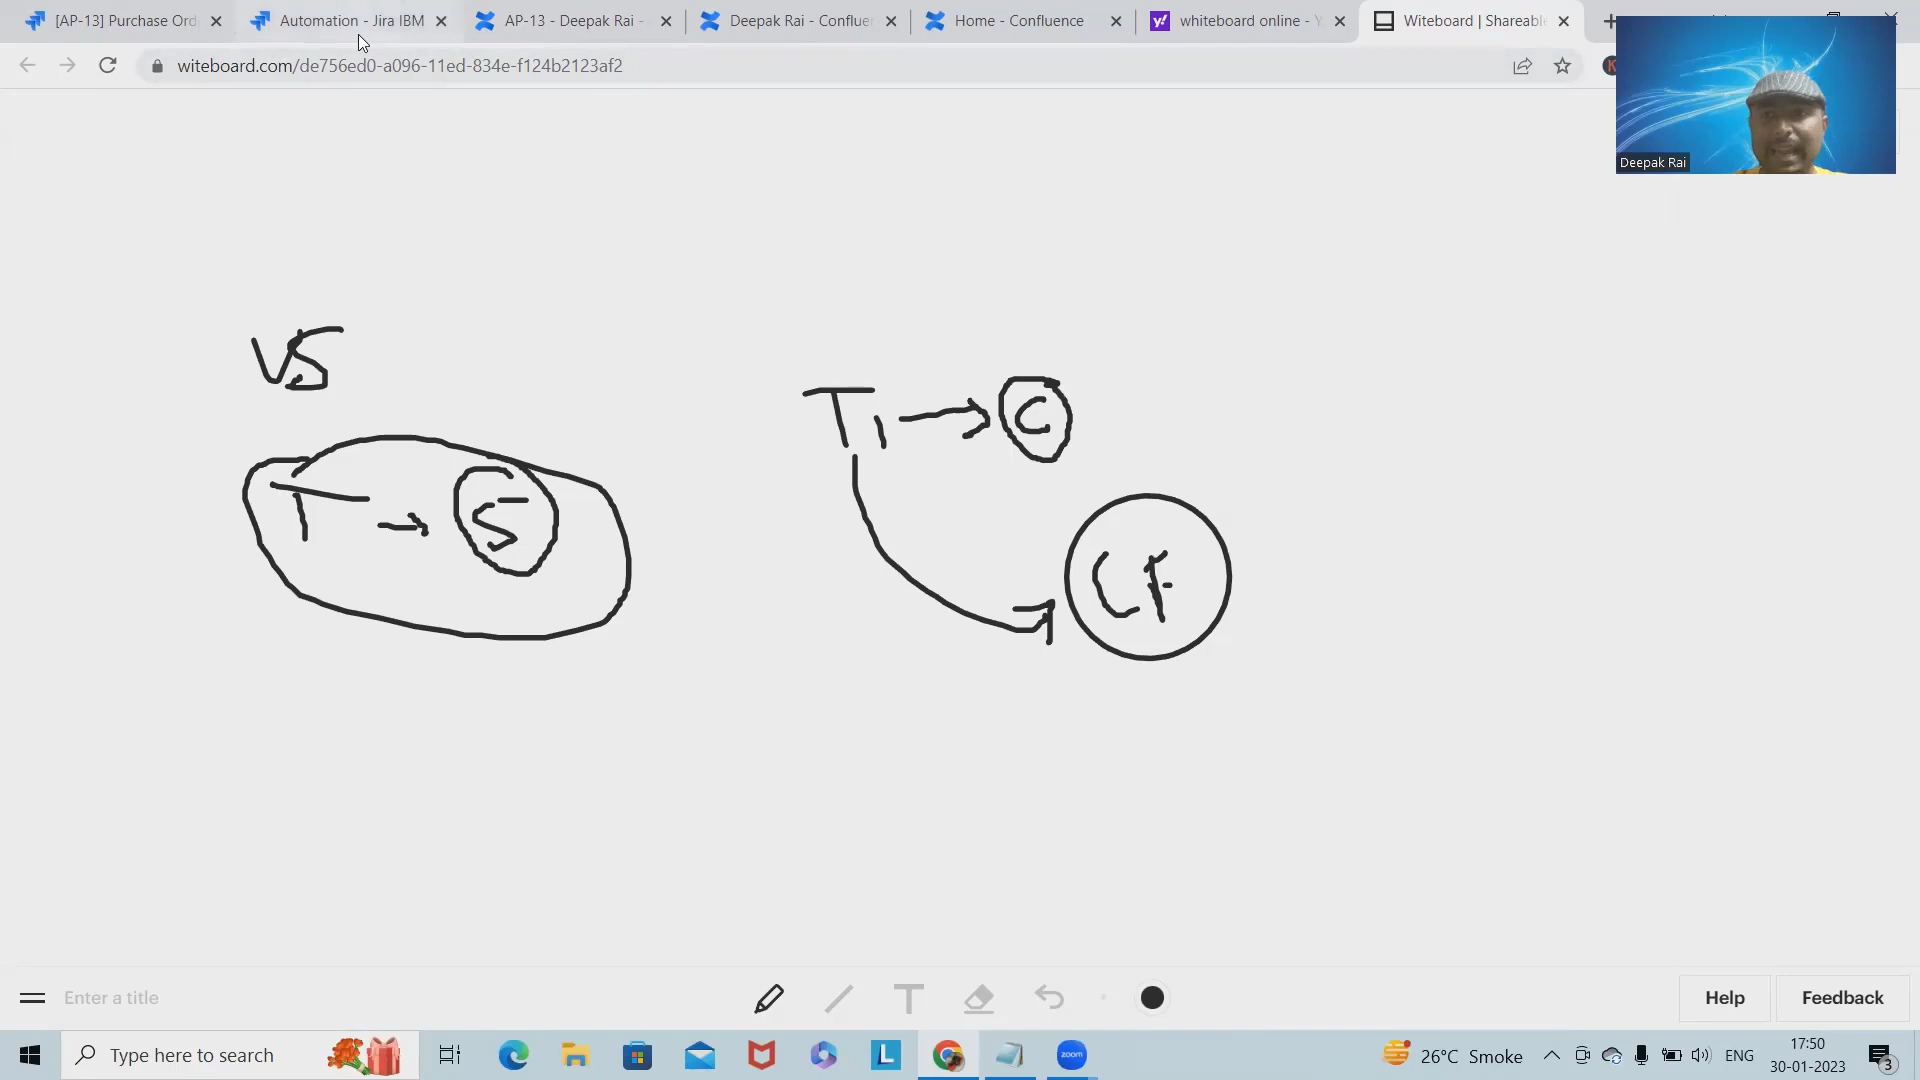 [AP-13] Purchase Ord
Automation - Jira IBM
AP-13 - Deepak Rai -
Deepak Rai - Confluen
Home - Confluence
whiteboard online - Y
Witeboard | Shareable
witeboard.com/de756ed0-a096-11ed-834e-f124b2123af2
K
Deepak Rai
VS
T1 → C
T → S
CF
Enter a title
T
Help
Feedback
Type here to search
L
zoom
26°C Smoke
ENG
17:50
30-01-2023
3